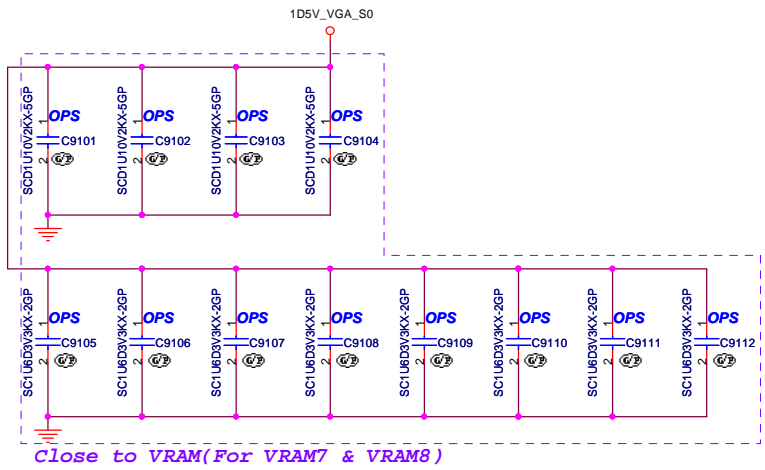 1D5V_VGA_S0
SCD1U10V2KX-5GP
1
2
OPS
C9101
G/P
SCD1U10V2KX-5GP
1
2
OPS
C9102
G/P
SCD1U10V2KX-5GP
1
2
OPS
C9103
G/P
SCD1U10V2KX-5GP
1
2
OPS
C9104
G/P
SC1U6D3V3KX-2GP
1
2
OPS
C9105
G/P
SC1U6D3V3KX-2GP
1
2
OPS
C9106
G/P
SC1U6D3V3KX-2GP
1
2
OPS
C9107
G/P
SC1U6D3V3KX-2GP
1
2
OPS
C9108
G/P
SC1U6D3V3KX-2GP
1
2
OPS
C9109
G/P
SC1U6D3V3KX-2GP
1
2
OPS
C9110
G/P
SC1U6D3V3KX-2GP
1
2
OPS
C9111
G/P
SC1U6D3V3KX-2GP
1
2
OPS
C9112
G/P
Close to VRAM(For VRAM7 & VRAM8)